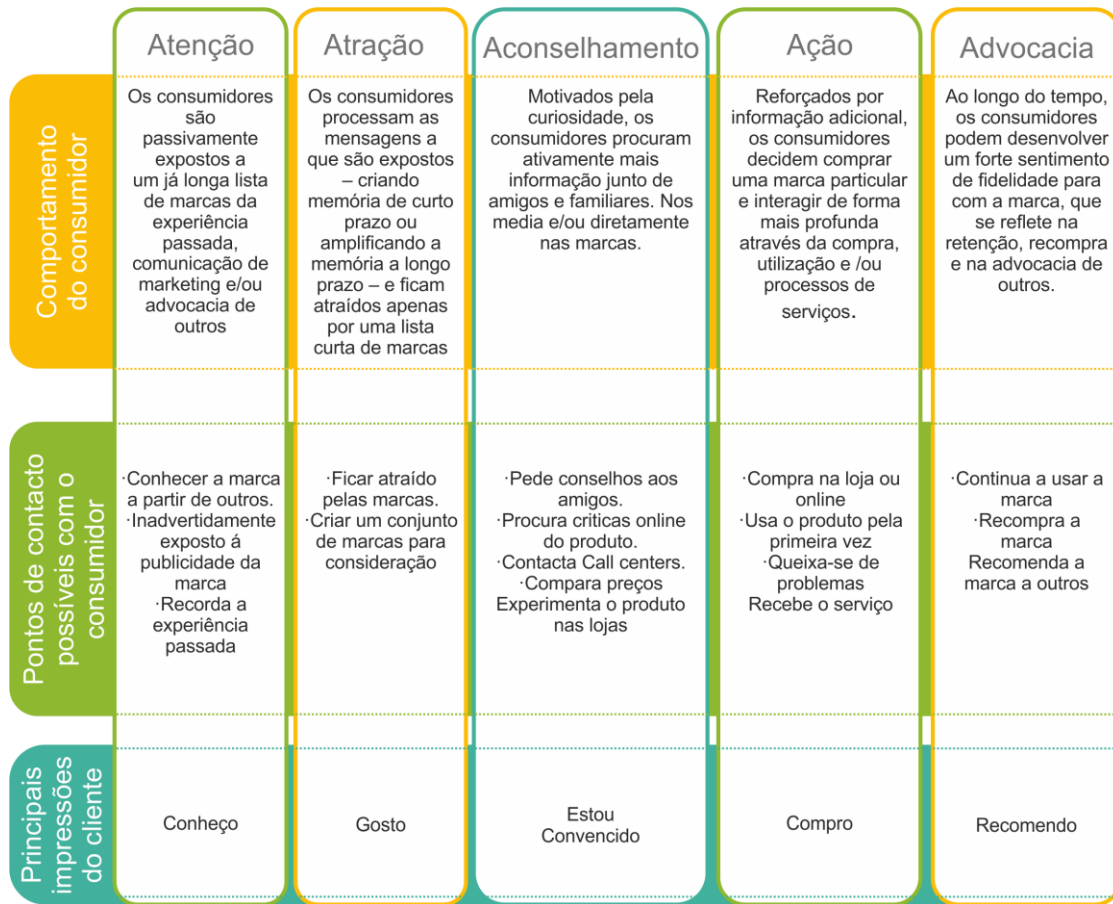 Atenção
Atração
Aconselhamento
Ação
Advocacia
Comportamento
do consumidor
Os consumidores
são
passivamente
expostos a
um já longa lista
de marcas da
experiência
passada,
comunicação de
marketing e/ou
advocacia de
outros
Os consumidores
processam as
mensagens a
que são expostos
– criando
memória de curto
prazo ou
amplificando a
memória a longo
prazo – e ficam
atraídos apenas
por uma lista
curta de marcas
Motivados pela
curiosidade, os
consumidores procuram
ativamente mais
informação junto de
amigos e familiares. Nos
media e/ou diretamente
nas marcas.
Reforçados por
informação adicional,
os consumidores
decidem comprar
uma marca particular
e interagir de forma
mais profunda
através da compra,
utilização e /ou
processos de
serviços.
Ao longo do tempo,
os consumidores
podem desenvolver
um forte sentimento
de fidelidade para
com a marca, que
se reflete na
retenção, recompra
e na advocacia de
outros.
Pontos de contacto
possíveis com o
consumidor
·Conhecer a marca
a partir de outros.
·Inadvertidamente
exposto á
publicidade da
marca
·Recorda a
experiência
passada
·Ficar atraído
pelas marcas.
·Criar um conjunto
de marcas para
consideração
·Pede conselhos aos
amigos.
·Procura criticas online
do produto.
·Contacta Call centers.
·Compara preços
Experimenta o produto
nas lojas
·Compra na loja ou
online
·Usa o produto pela
primeira vez
·Queixa-se de
problemas
Recebe o serviço
·Continua a usar a
marca
·Recompra a
marca
Recomenda a
marca a outros
Principais
impressões
do cliente
Conheço
Gosto
Estou
Convencido
Compro
Recomendo